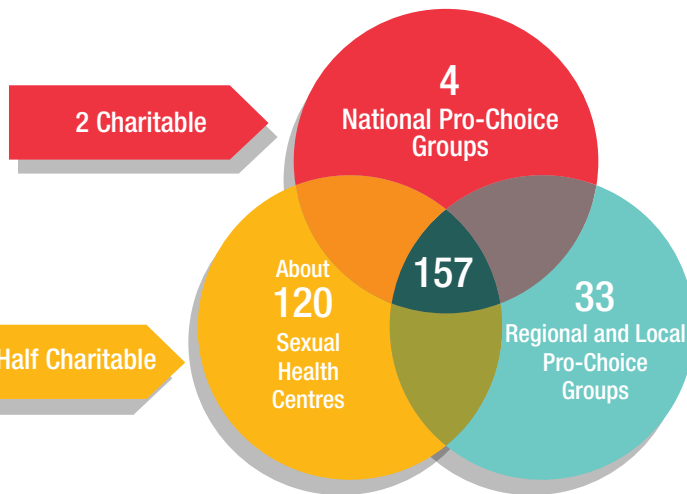 2 Charitable
4
National Pro-Choice
Groups
About
120
Sexual
Health
Centres
157
33
Regional and Local
Pro-Choice
Groups
Half Charitable